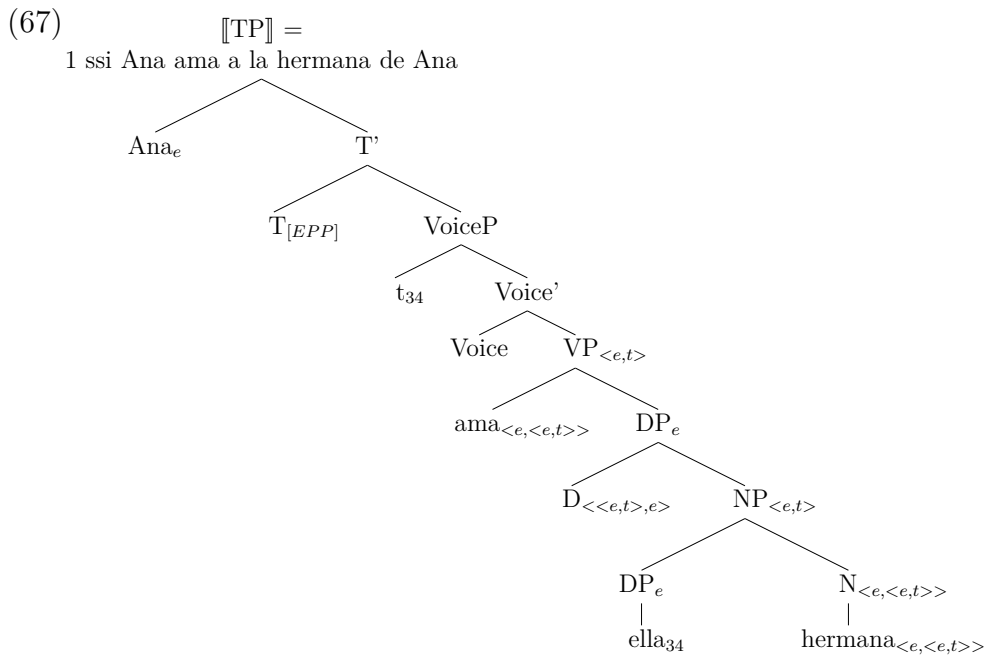 (67)
⟦TP⟧ =
1 ssi Ana ama a la hermana de Ana
Ana_e T'
T_[EPP] VoiceP
t_34 Voice'
Voice VP_<e,t>
ama_<e,<e,t>> DP_e
D_<<e,t>,e> NP_<e,t>
DP_e N_<e,<e,t>>
ella_34 hermana_<e,<e,t>>